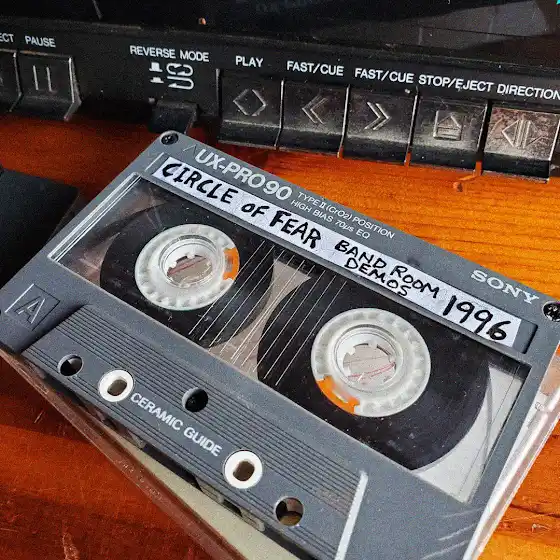 ECT PAUSE
REVERSE MODE
PLAY
FAST/CUE
FAST/CUE
STOP/EJECT
DIRECTION
UX-PRO 90
TYPE II (CrO2) POSITION
HIGH BIAS 70µs EQ
CIRCLE OF FEAR BAND ROOM
DEMOS 1996
SONY
A
CERAMIC GUIDE